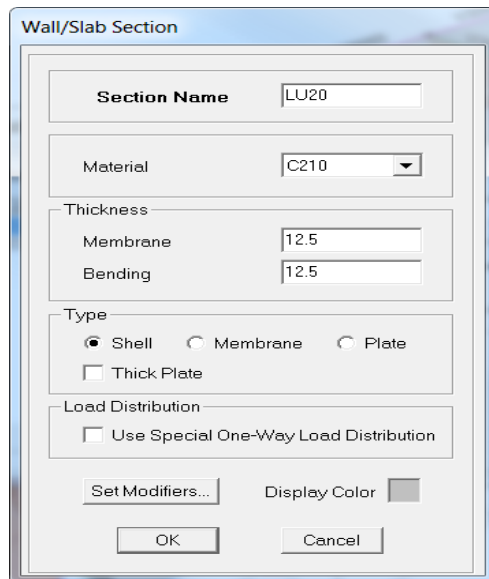 Wall/Slab Section
Section Name LU20
Material C210
Thickness
Membrane 12.5
Bending 12.5
Type
Shell Membrane Plate
Thick Plate
Load Distribution
Use Special One-Way Load Distribution
Set Modifiers... Display Color
OK Cancel